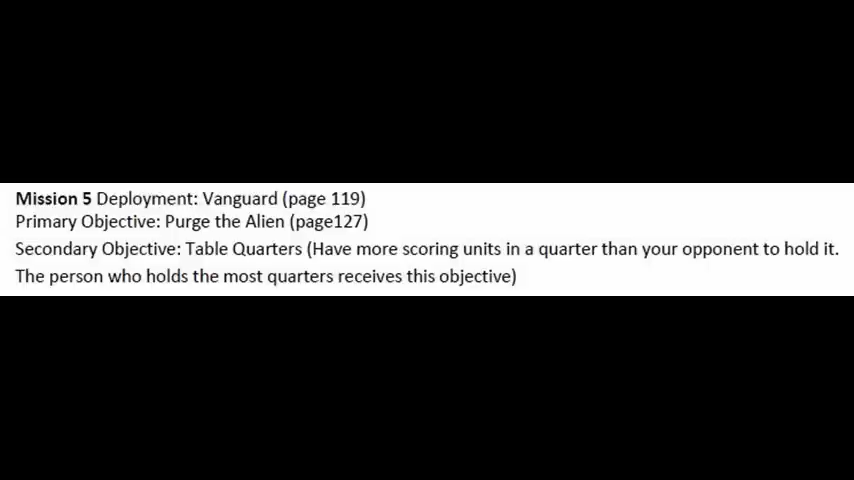 Mission 5 Deployment: Vanguard (page 119)
Primary Objective: Purge the Alien (page127)
Secondary Objective: Table Quarters (Have more scoring units in a quarter than your opponent to hold it.
The person who holds the most quarters receives this objective)